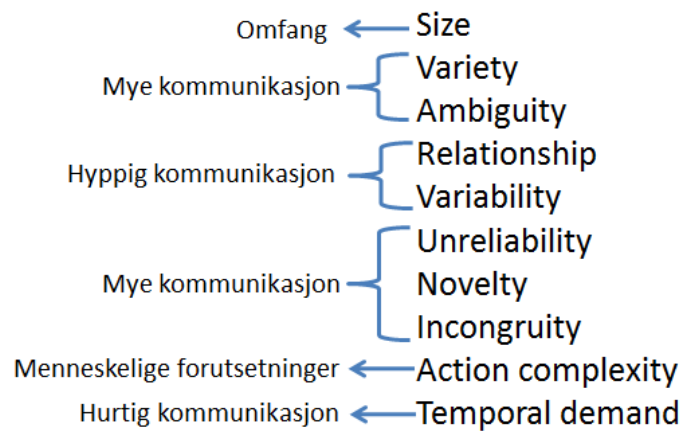 Omfang
Size
Mye kommunikasjon
Variety
Ambiguity
Hyppig kommunikasjon
Relationship
Variability
Mye kommunikasjon
Unreliability
Novelty
Incongruity
Menneskelige forutsetninger
Action complexity
Hurtig kommunikasjon
Temporal demand